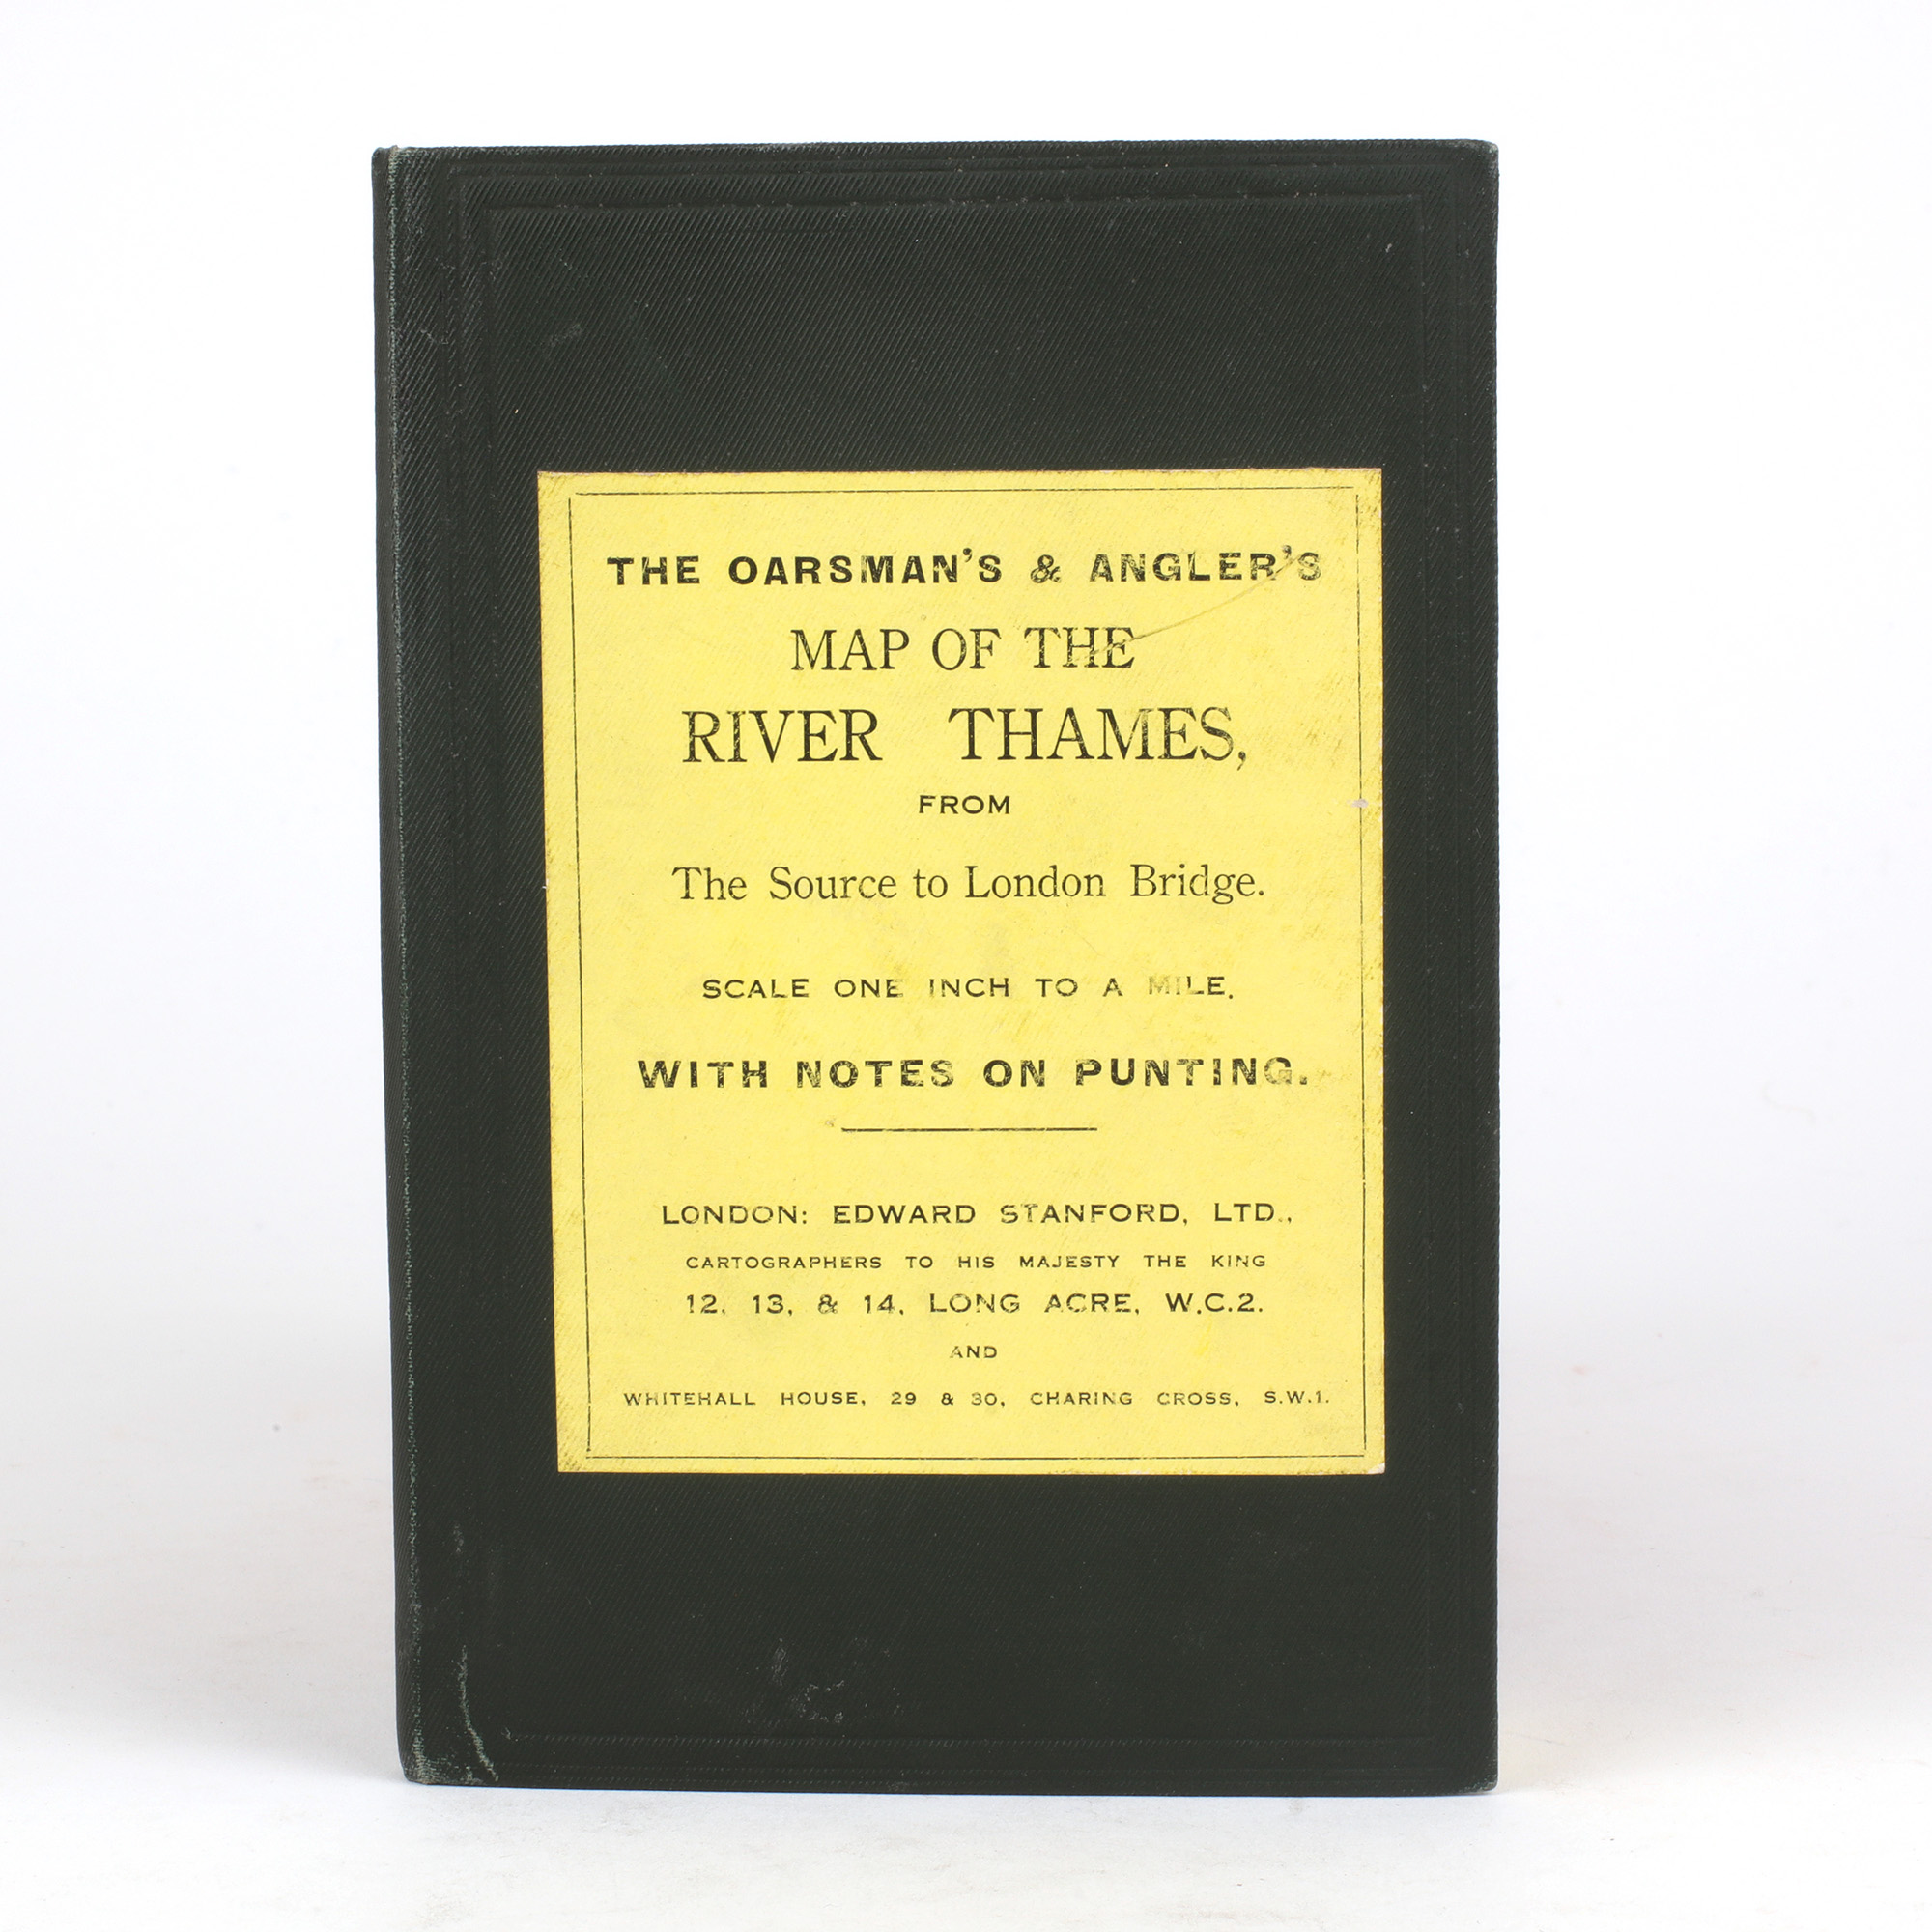 THE OARSMAN'S & ANGLER'S
MAP OF THE
RIVER THAMES,
FROM
The Source to London Bridge.
SCALE ONE INCH TO A MILE.
WITH NOTES ON PUNTING.
LONDON: EDWARD STANFORD, LTD.,
CARTOGRAPHERS TO HIS MAJESTY THE KING
12, 13, & 14, LONG ACRE, W.C.2.
AND
WHITEHALL HOUSE, 29 & 30, CHARING CROSS, S.W.1.